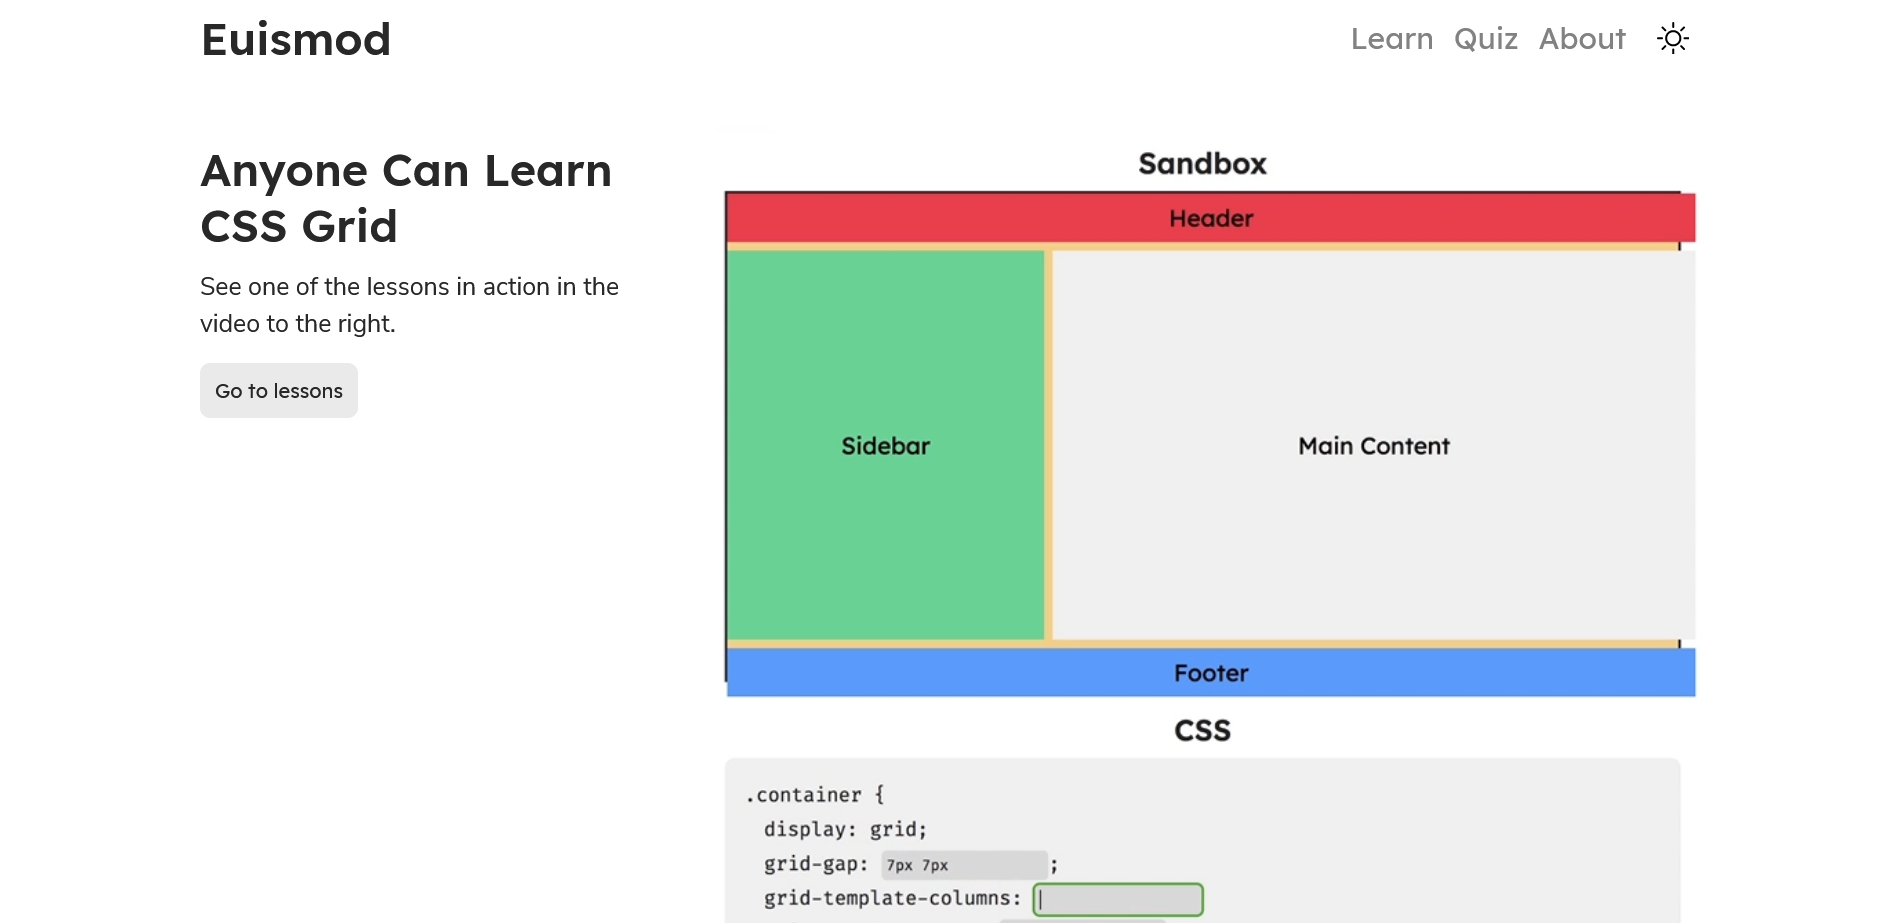 Euismod
Learn Quiz About
Anyone Can Learn
CSS Grid
See one of the lessons in action in the
video to the right.
Go to lessons
Sandbox
Header
Sidebar
Main Content
Footer
CSS
.container {
display: grid;
grid-gap: 7px 7px ;
grid-template-columns: